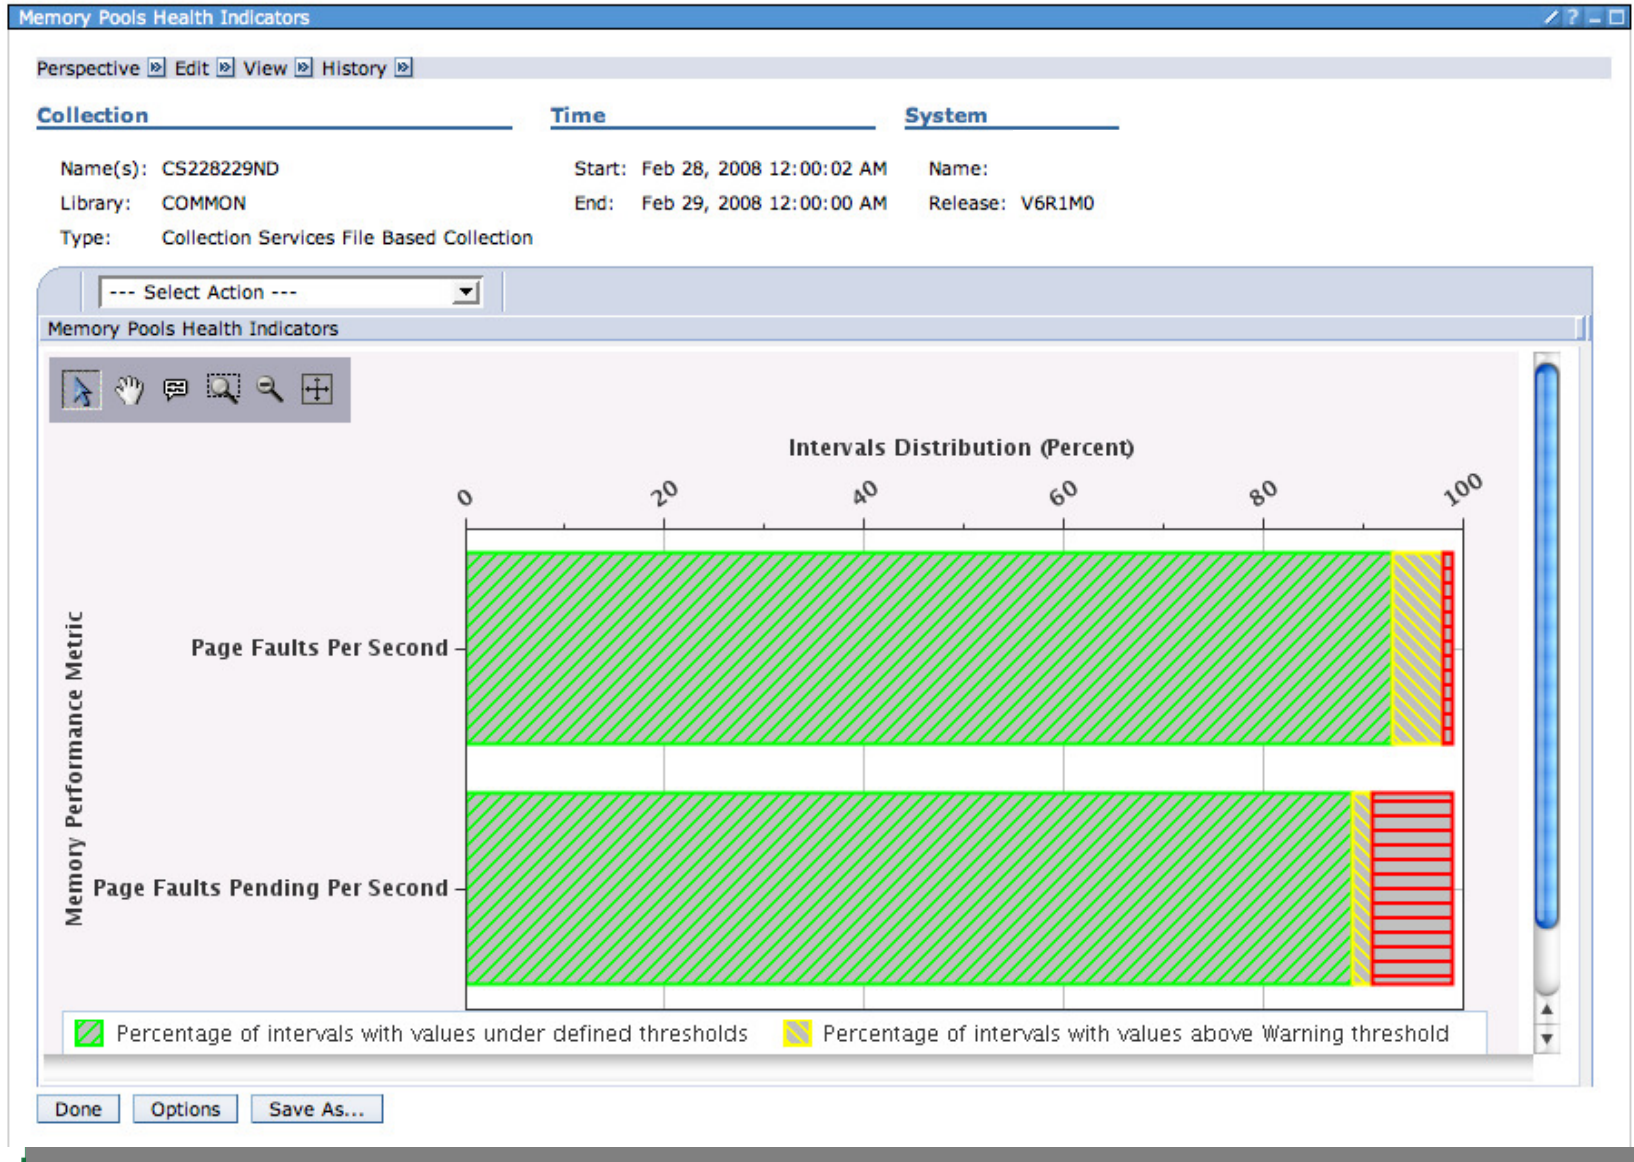 Memory Pools Health Indicators
Perspective Edit View History
Collection Time System
Name(s): CS228229ND Start: Feb 28, 2008 12:00:02 AM Name:
Library: COMMON End: Feb 29, 2008 12:00:00 AM Release: V6R1M0
Type: Collection Services File Based Collection
--- Select Action ---
Memory Pools Health Indicators
Intervals Distribution (Percent)
0 20 40 60 80 100
Memory Performance Metric
Page Faults Per Second
Page Faults Pending Per Second
Percentage of intervals with values under defined thresholds Percentage of intervals with values above Warning threshold
Done Options Save As...